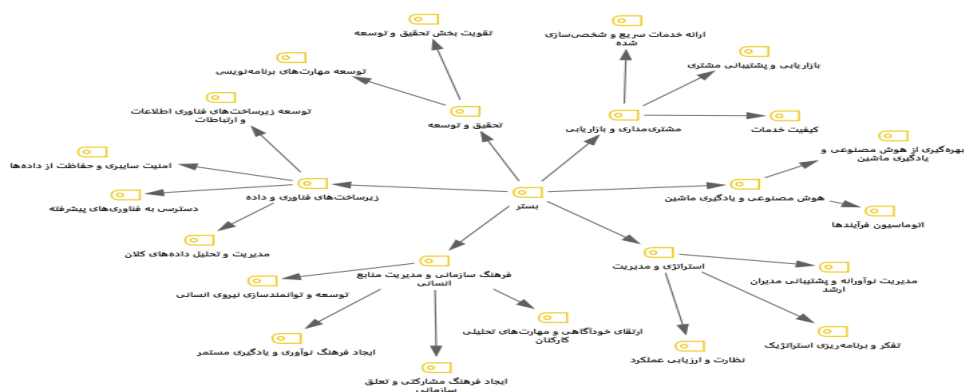 تقویت بخش تحقیق و توسعه
ارائه خدمات سریع و شخصی‌سازی
شده
بازاریابی و پشتیبانی مشتری
توسعه مهارت‌های برنامه‌نویسی
توسعه زیرساخت‌های فناوری اطلاعات
و ارتباطات
تحقیق و توسعه
مشتری‌مداری و بازاریابی
کیفیت خدمات
بهره‌گیری از هوش مصنوعی و
یادگیری ماشین
امنیت سایبری و حفاظت از داده‌ها
زیرساخت‌های فناوری و داده
بستر
هوش مصنوعی و یادگیری ماشین
دسترسی به فناوری‌های پیشرفته
اتوماسیون فرآیندها
مدیریت و تحلیل داده‌های کلان
فرهنگ سازمانی و مدیریت منابع
انسانی
استراتژی و مدیریت
توسعه و توانمندسازی نیروی انسانی
مدیریت نوآورانه و پشتیبانی مدیران
ارشد
ارتقای خودآگاهی و مهارت‌های تحلیلی
کارکنان
ایجاد فرهنگ نوآوری و یادگیری مستمر
نظارت و ارزیابی عملکرد
تفکر و برنامه‌ریزی استراتژیک
ایجاد فرهنگ مشارکتی و تعلق
سازمانی